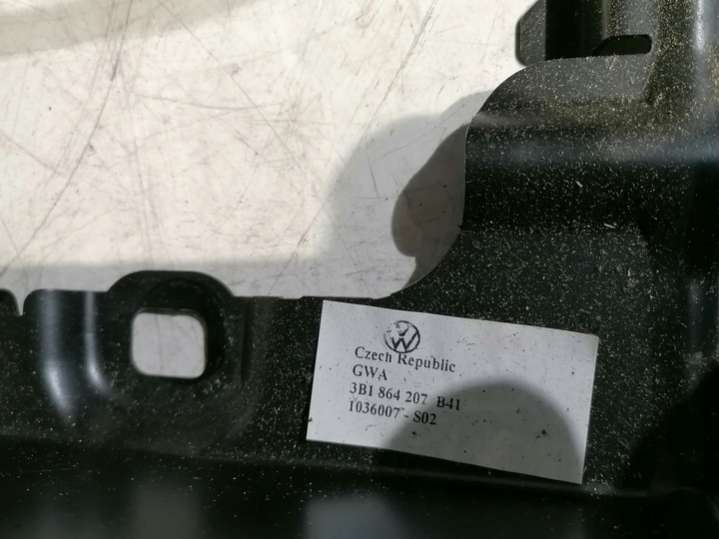 Czech Republic
GWA
3B1 864 207 B41
1036007 - S02